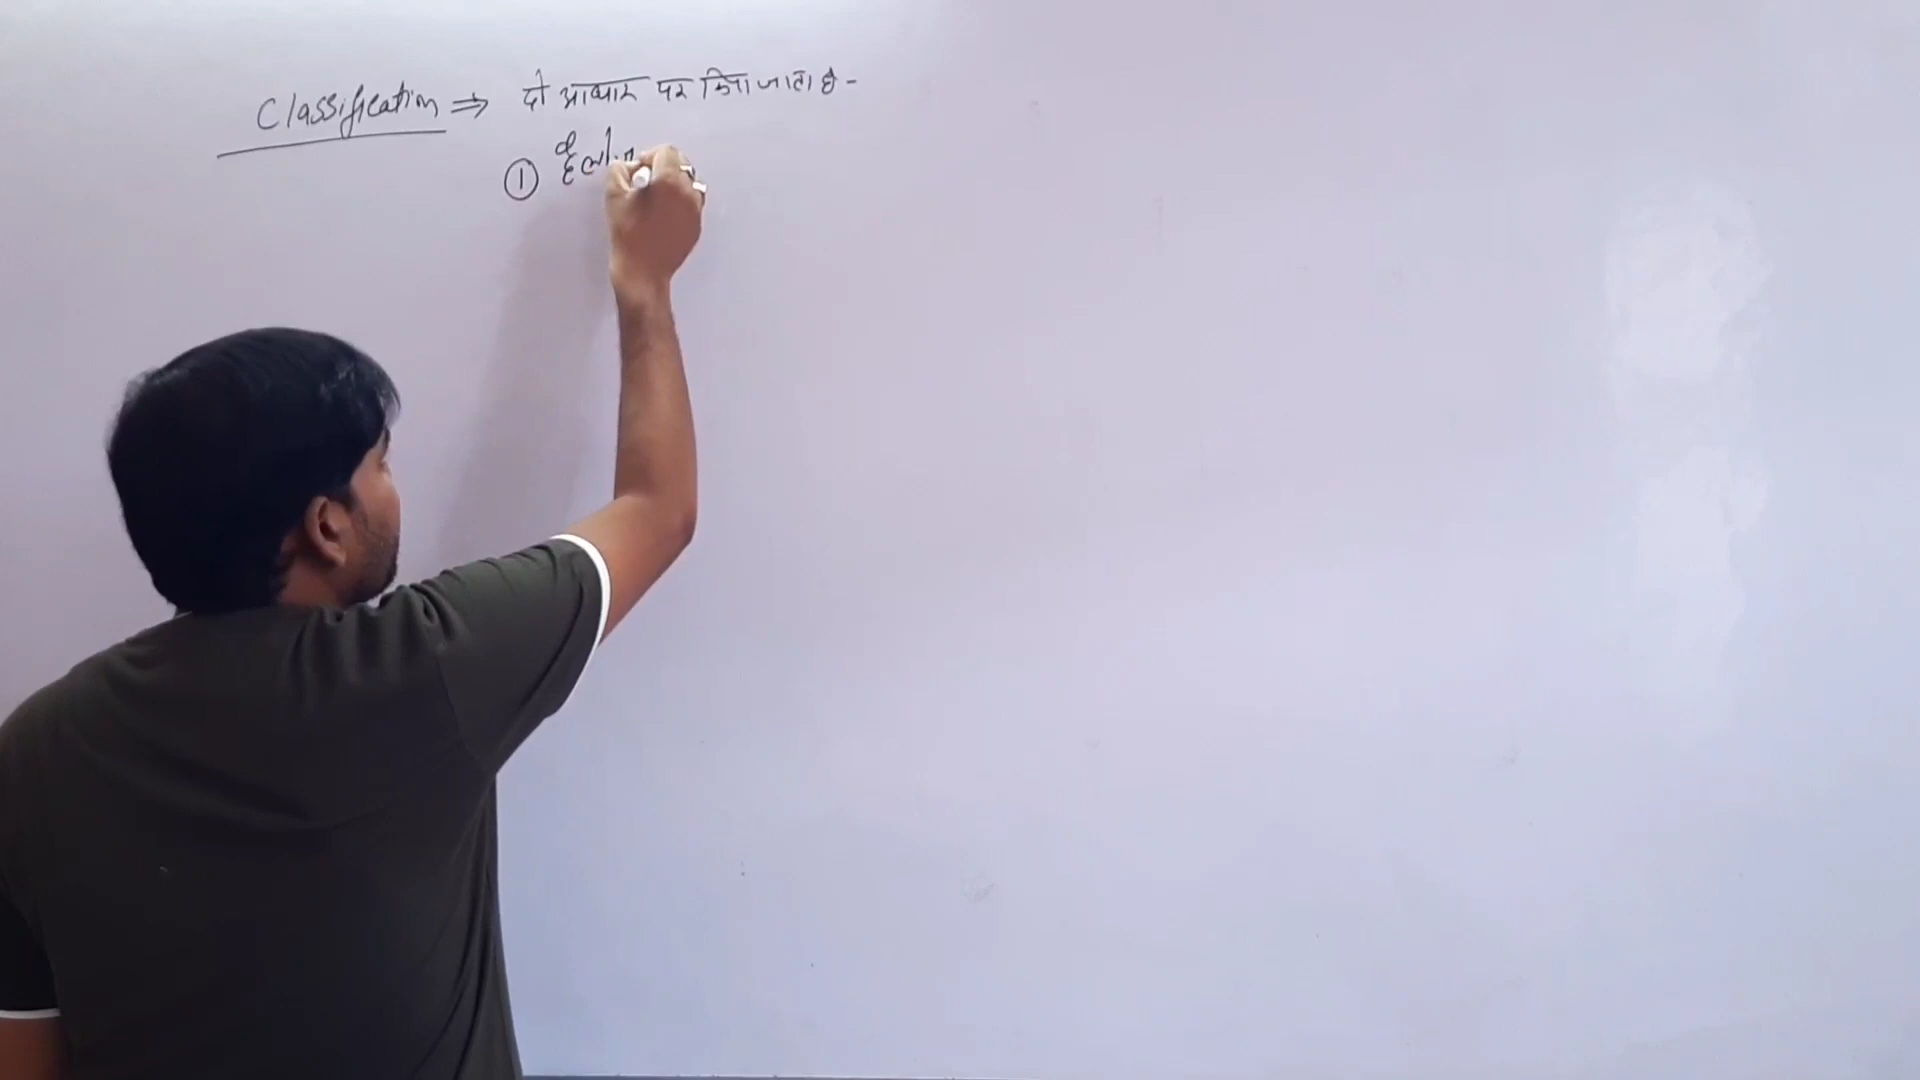 Classification ⇒ दो आधार पर किया जाता है -
①